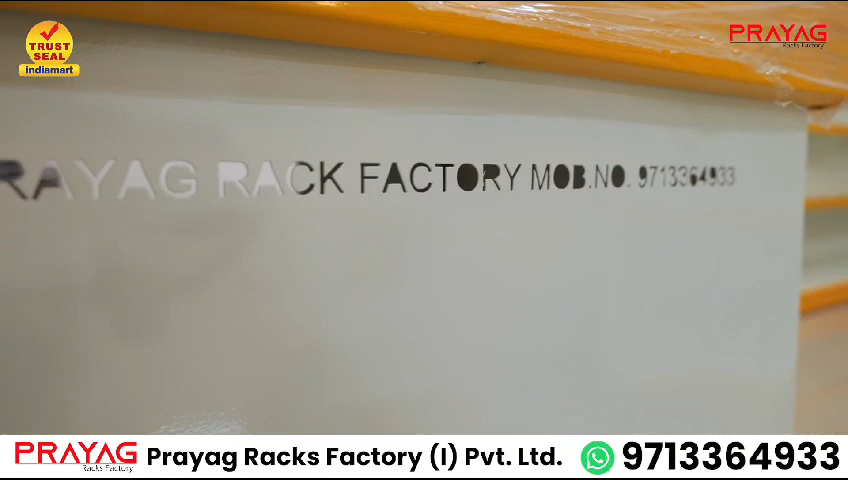 TRUST
SEAL
indiamart
PRAYAG
Racks Factory
RAYAG RACK FACTORY MOB.NO. 9713364933
PRAYAG
Racks Factory
Prayag Racks Factory (I) Pvt. Ltd.
9713364933